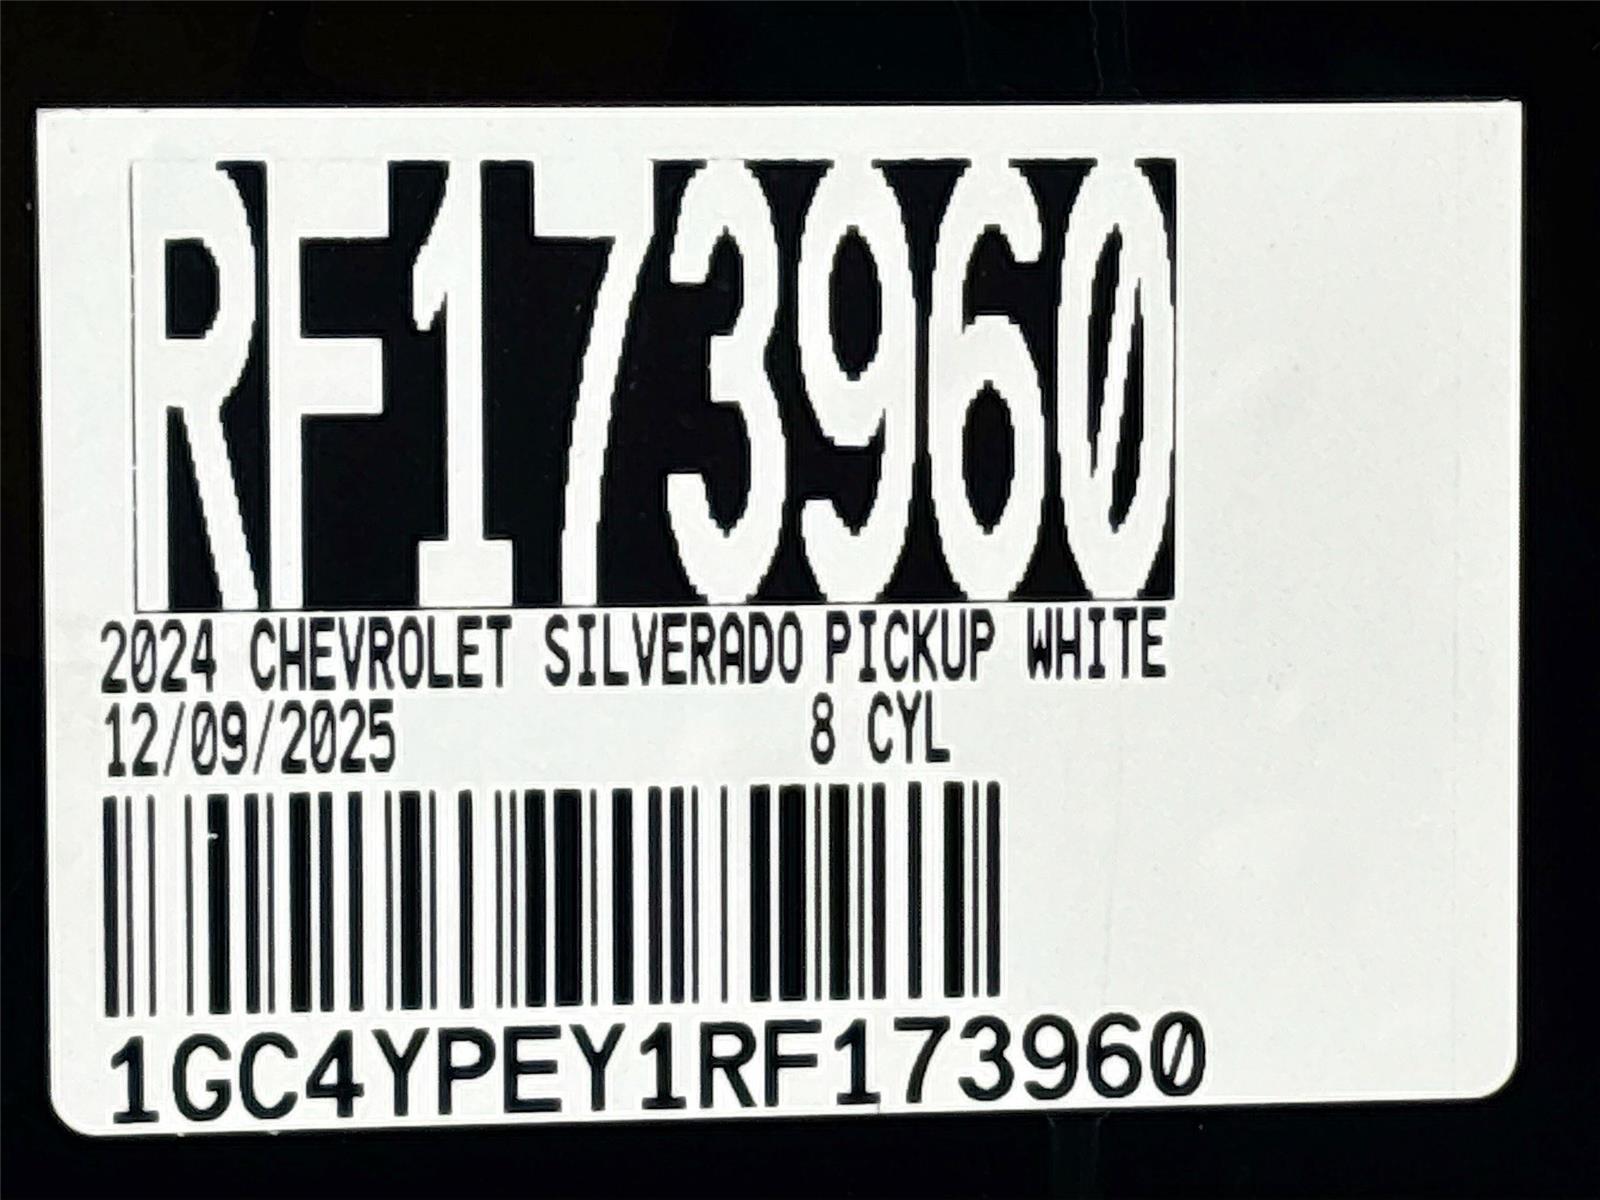 RF173960
2024 CHEVROLET SILVERADO PICKUP WHITE
12/09/2025 8 CYL
1GC4YPEY1RF173960